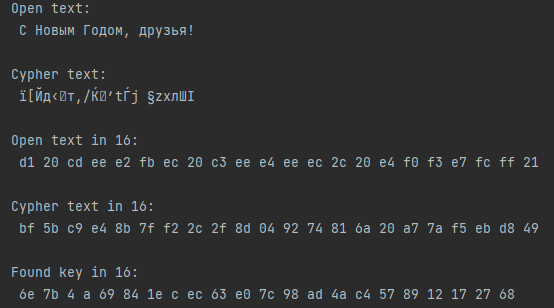 Open text:
С Новым Годом, друзья!
Cypher text:
ї[Йд‹т,/Ќ’tЃj §zхлШI
Open text in 16:
d1 20 cd ee e2 fb ec 20 c3 ee e4 ee ec 2c 20 e4 f0 f3 e7 fc ff 21
Cypher text in 16:
bf 5b c9 e4 8b 7f f2 2c 2f 8d 04 92 74 81 6a 20 a7 7a f5 eb d8 49
Found key in 16:
6e 7b 4 a 69 84 1e c ec 63 e0 7c 98 ad 4a c4 57 89 12 17 27 68